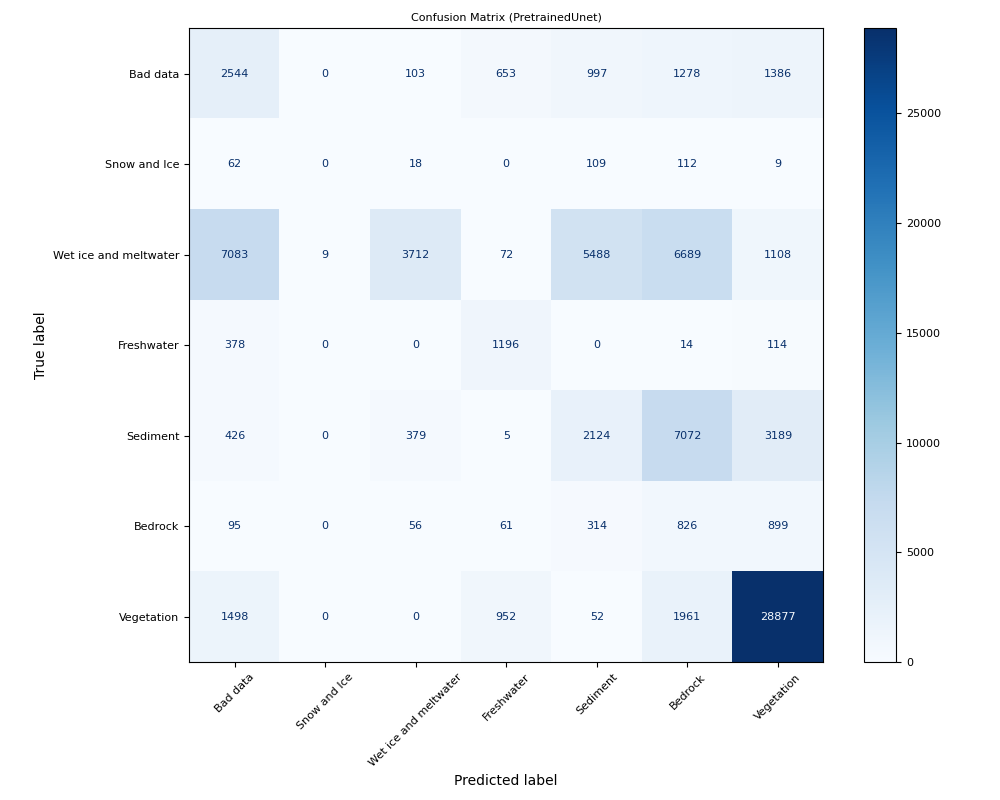 Confusion Matrix (PretrainedUnet)
Bad data 2544 0 103 653 997 1278 1386
Snow and Ice 62 0 18 0 109 112 9
Wet ice and meltwater 7083 9 3712 72 5488 6689 1108
Freshwater 378 0 0 1196 0 14 114
Sediment 426 0 379 5 2124 7072 3189
Bedrock 95 0 56 61 314 826 899
Vegetation 1498 0 0 952 52 1961 28877
True label
Bad data Snow and Ice Wet ice and meltwater Freshwater Sediment Bedrock Vegetation
Predicted label
25000
20000
15000
10000
5000
0